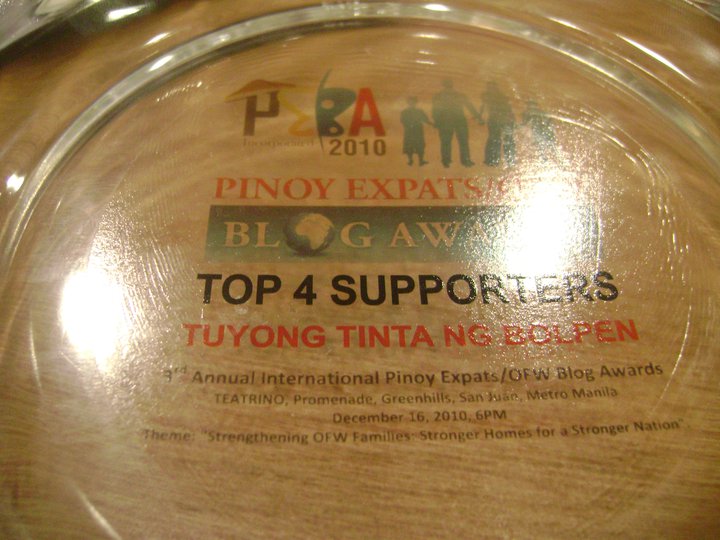 PEBA
Incorporated 2010
PINOY EXPATS/
BLOG AWA
TOP 4 SUPPORTERS
TUYONG TINTA NG BOLPEN
3rd Annual International Pinoy Expats/OFW Blog Awards
TEATRINO, Promenade, Greenhills, San Juan, Metro Manila
December 16, 2010, 6PM
Theme: "Strengthening OFW Families: Stronger Homes for a Stronger Nation"